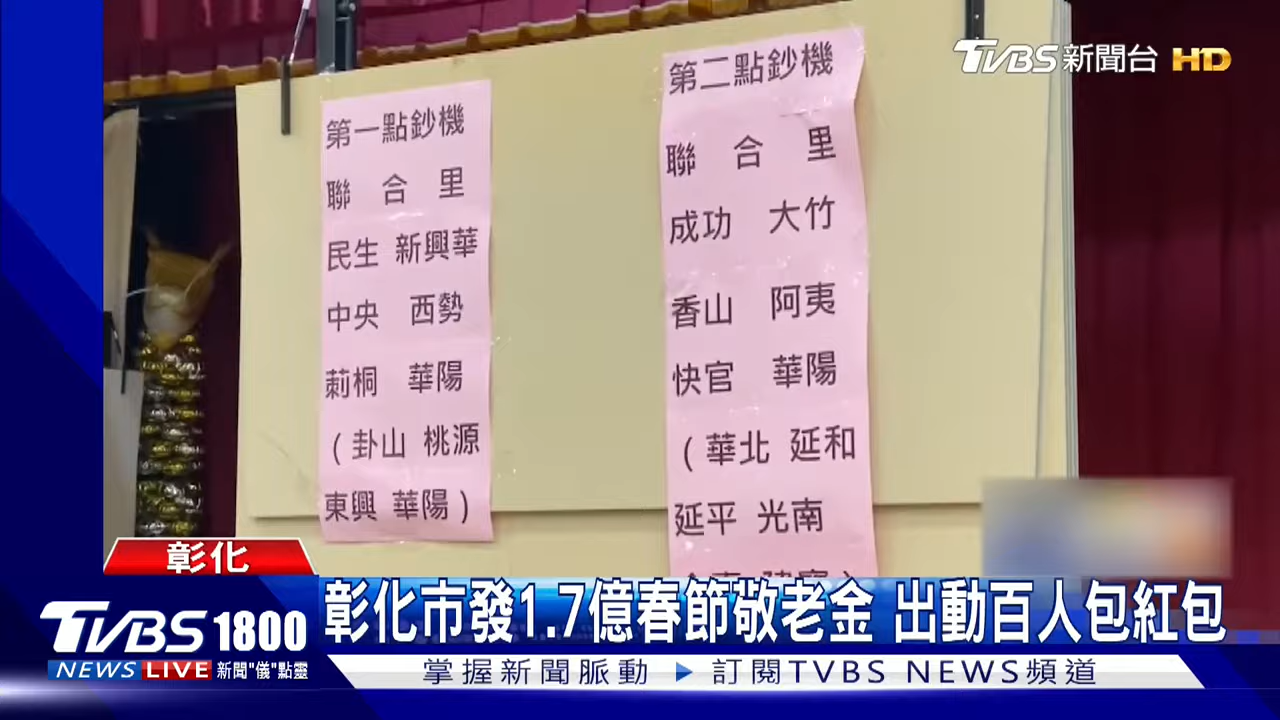 TVBS新聞台 HD
第一點鈔機
聯 合 里
民生 新興華
中央 西勢
莿桐 華陽
(卦山 桃源
東興 華陽)
第二點鈔機
聯 合 里
成功 大竹
香山 阿夷
快官 華陽
(華北 延和
延平 光南
彰化
彰化市發1.7億春節敬老金 出動百人包紅包
TVBS 1800
NEWS LIVE 新聞"儀"點靈
掌握新聞脈動 ▶ 訂閱TVBS NEWS頻道